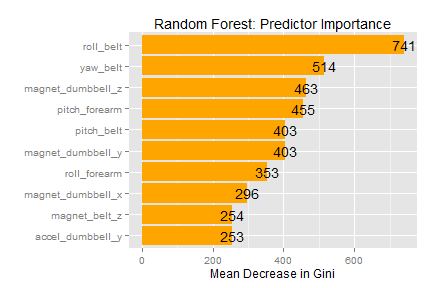 Random Forest: Predictor Importance
roll_belt 741
yaw_belt 514
magnet_dumbbell_z 463
pitch_forearm 455
pitch_belt 403
magnet_dumbbell_y 403
roll_forearm 353
magnet_dumbbell_x 296
magnet_belt_z 254
accel_dumbbell_y 253
0 200 400 600
Mean Decrease in Gini